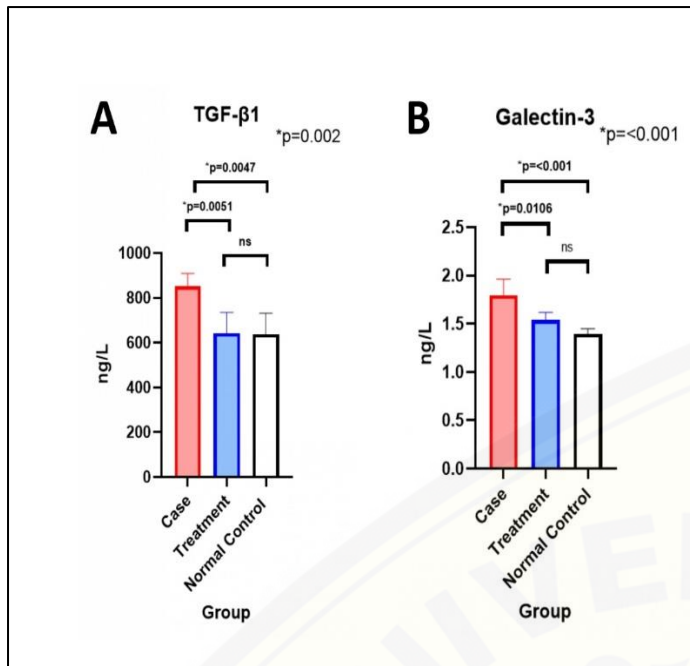 A
TGF-β1
*p=0.002
*p=0.0047
*p=0.0051
ns
1000
800
600
400
200
0
ng/L
Case
Treatment
Normal Control
Group
B
Galectin-3
*p=<0.001
*p=<0.001
*p=0.0106
ns
2.5
2.0
1.5
1.0
0.5
0.0
ng/L
Case
Treatment
Normal Control
Group